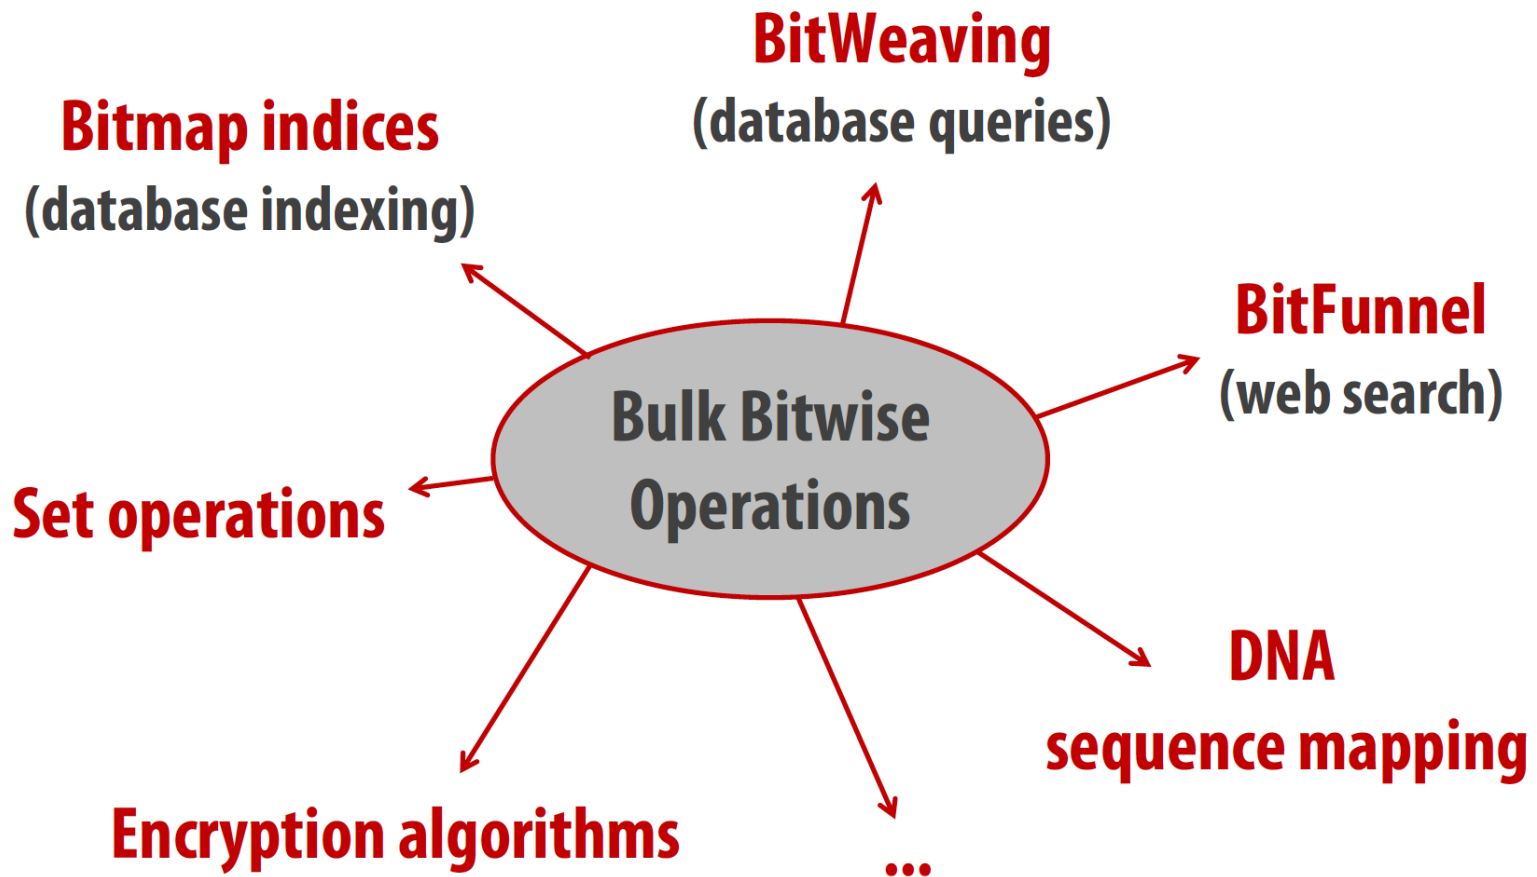 BitWeaving
(database queries)
Bitmap indices
(database indexing)
BitFunnel
(web search)
Bulk Bitwise
Operations
Set operations
DNA
sequence mapping
Encryption algorithms
...